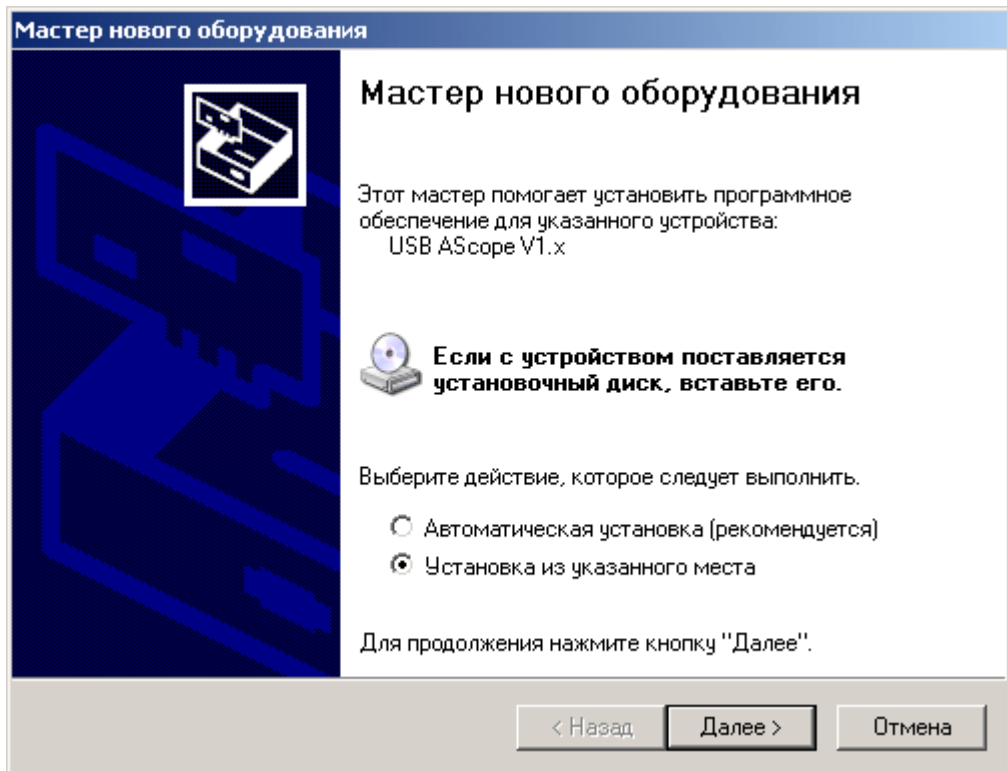 Мастер нового оборудования
Мастер нового оборудования
Этот мастер помогает установить программное
обеспечение для указанного устройства:
USB AScope V1.x
Если с устройством поставляется
установочный диск, вставьте его.
Выберите действие, которое следует выполнить.
Автоматическая установка (рекомендуется)
Установка из указанного места
Для продолжения нажмите кнопку "Далее".
< Назад Далее > Отмена